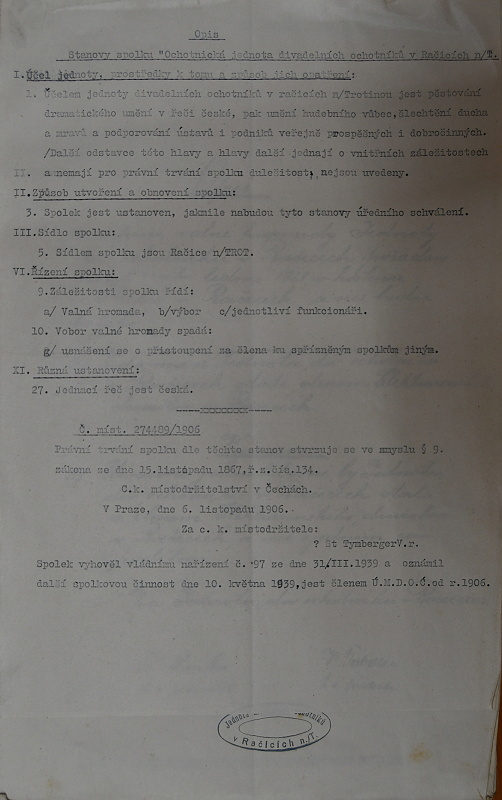 Opis
Stanovy spolku "Ochotnická jednota divadelních ochotníků v Račicích n/T.
I.Účel jednoty, prostředky k tomu a způsob jich opatření:
1. Účelem jednoty divadelních ochotníků v račicích n/Trotinou jest pěstování
dramatického umění v řeči české, pak umění hudebního vůbec, šlechtění ducha
a mravů a podporování ústavů i podniků veřejně prospěšných i dobročinných.
/Další odstavce této hlavy a hlavy další jednají o vnitřních záležitostech
II. a nemají pro právní trvání spolku duležitost, nejsou uvedeny.
II.Způsob utvoření a obnovení spolku:
3. Spolek jest ustanoven, jakmile nabudou tyto stanovy úředního schválení.
III.Sídlo spolku:
5. Sídlem spolku jsou Račice n/TROT.
VI.Řízení spolku:
9.Záležitosti spolku řídí:
a/ Valná hromada, b/výbor c/jednotliví funkcionáři.
10. Vobor valné hromady spadá:
g/ usnášení se o přistoupení za člena ku spřízněným spolkům jiným.
XI. Různá ustanovení:
27. Jednací řeč jest česká.
Č. míst. 274489/1906
Právní trvání spolku dle těchto stanov stvrzuje se ve smyslu § 9.
zákona ze dne 15.listopadu 1867,ř.z.čís.134.
C.k. místodržitelství v Čechách.
V Praze, dne 6. listopadu 1906.
Za c. k. místodržitele:
? St TymbergerV.r.
Spolek vyhověl vládnímu nařízení č. 97 ze dne 31/III.1939 a oznámil
další spolkovou činnost dne 10. května 1939,jest členem Ú.M.D.O.Č.od r.1906.
Jednota ochotníků
v Račicích n/T.